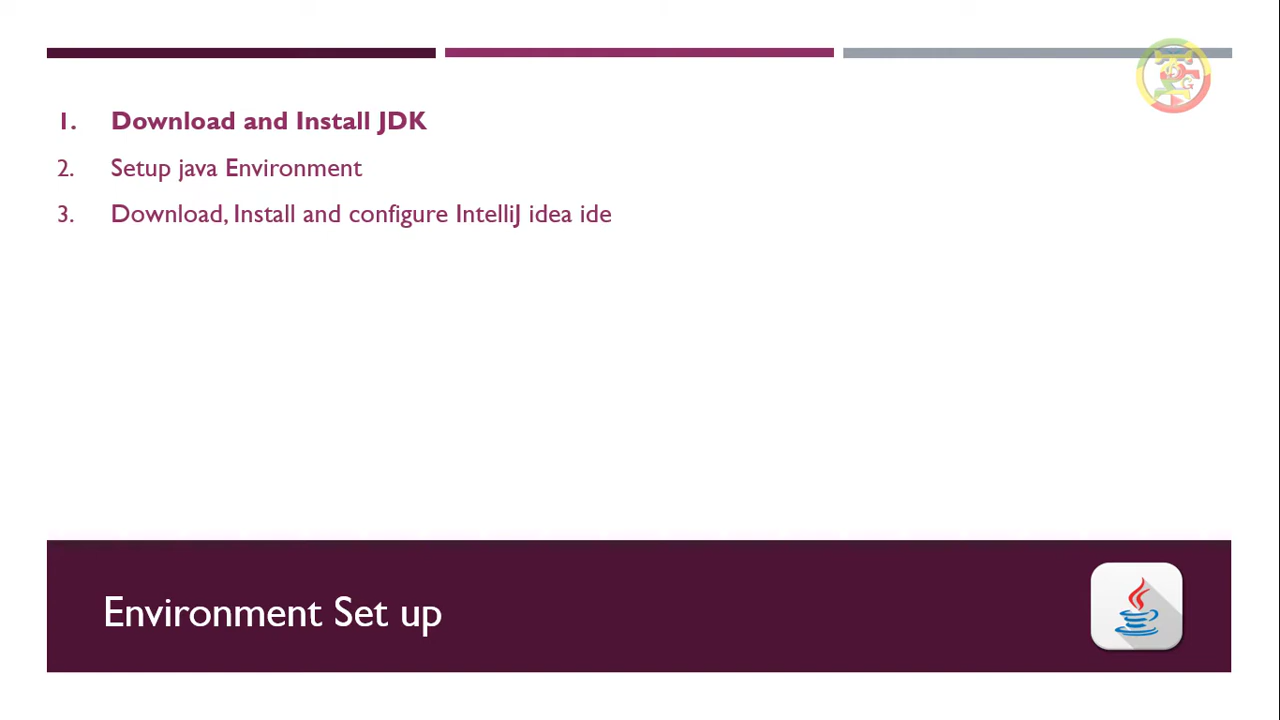 1. Download and Install JDK
2. Setup java Environment
3. Download, Install and configure IntelliJ idea ide
Environment Set up